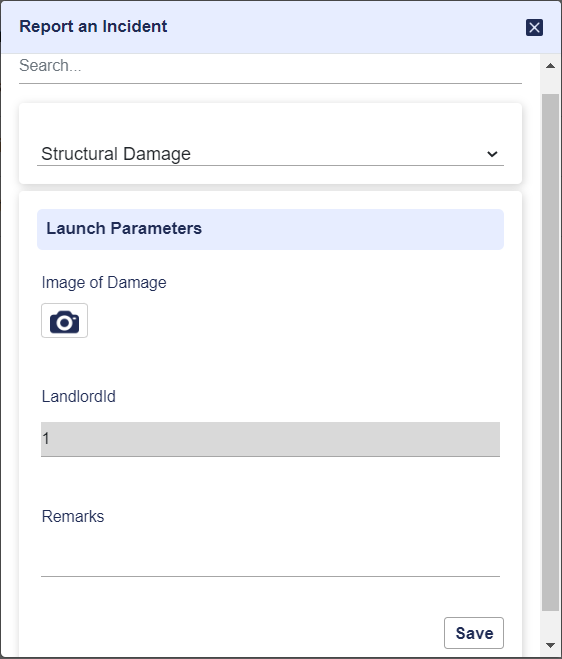 Report an Incident
Search...
Structural Damage
Launch Parameters
Image of Damage
LandlordId
1
Remarks
Save